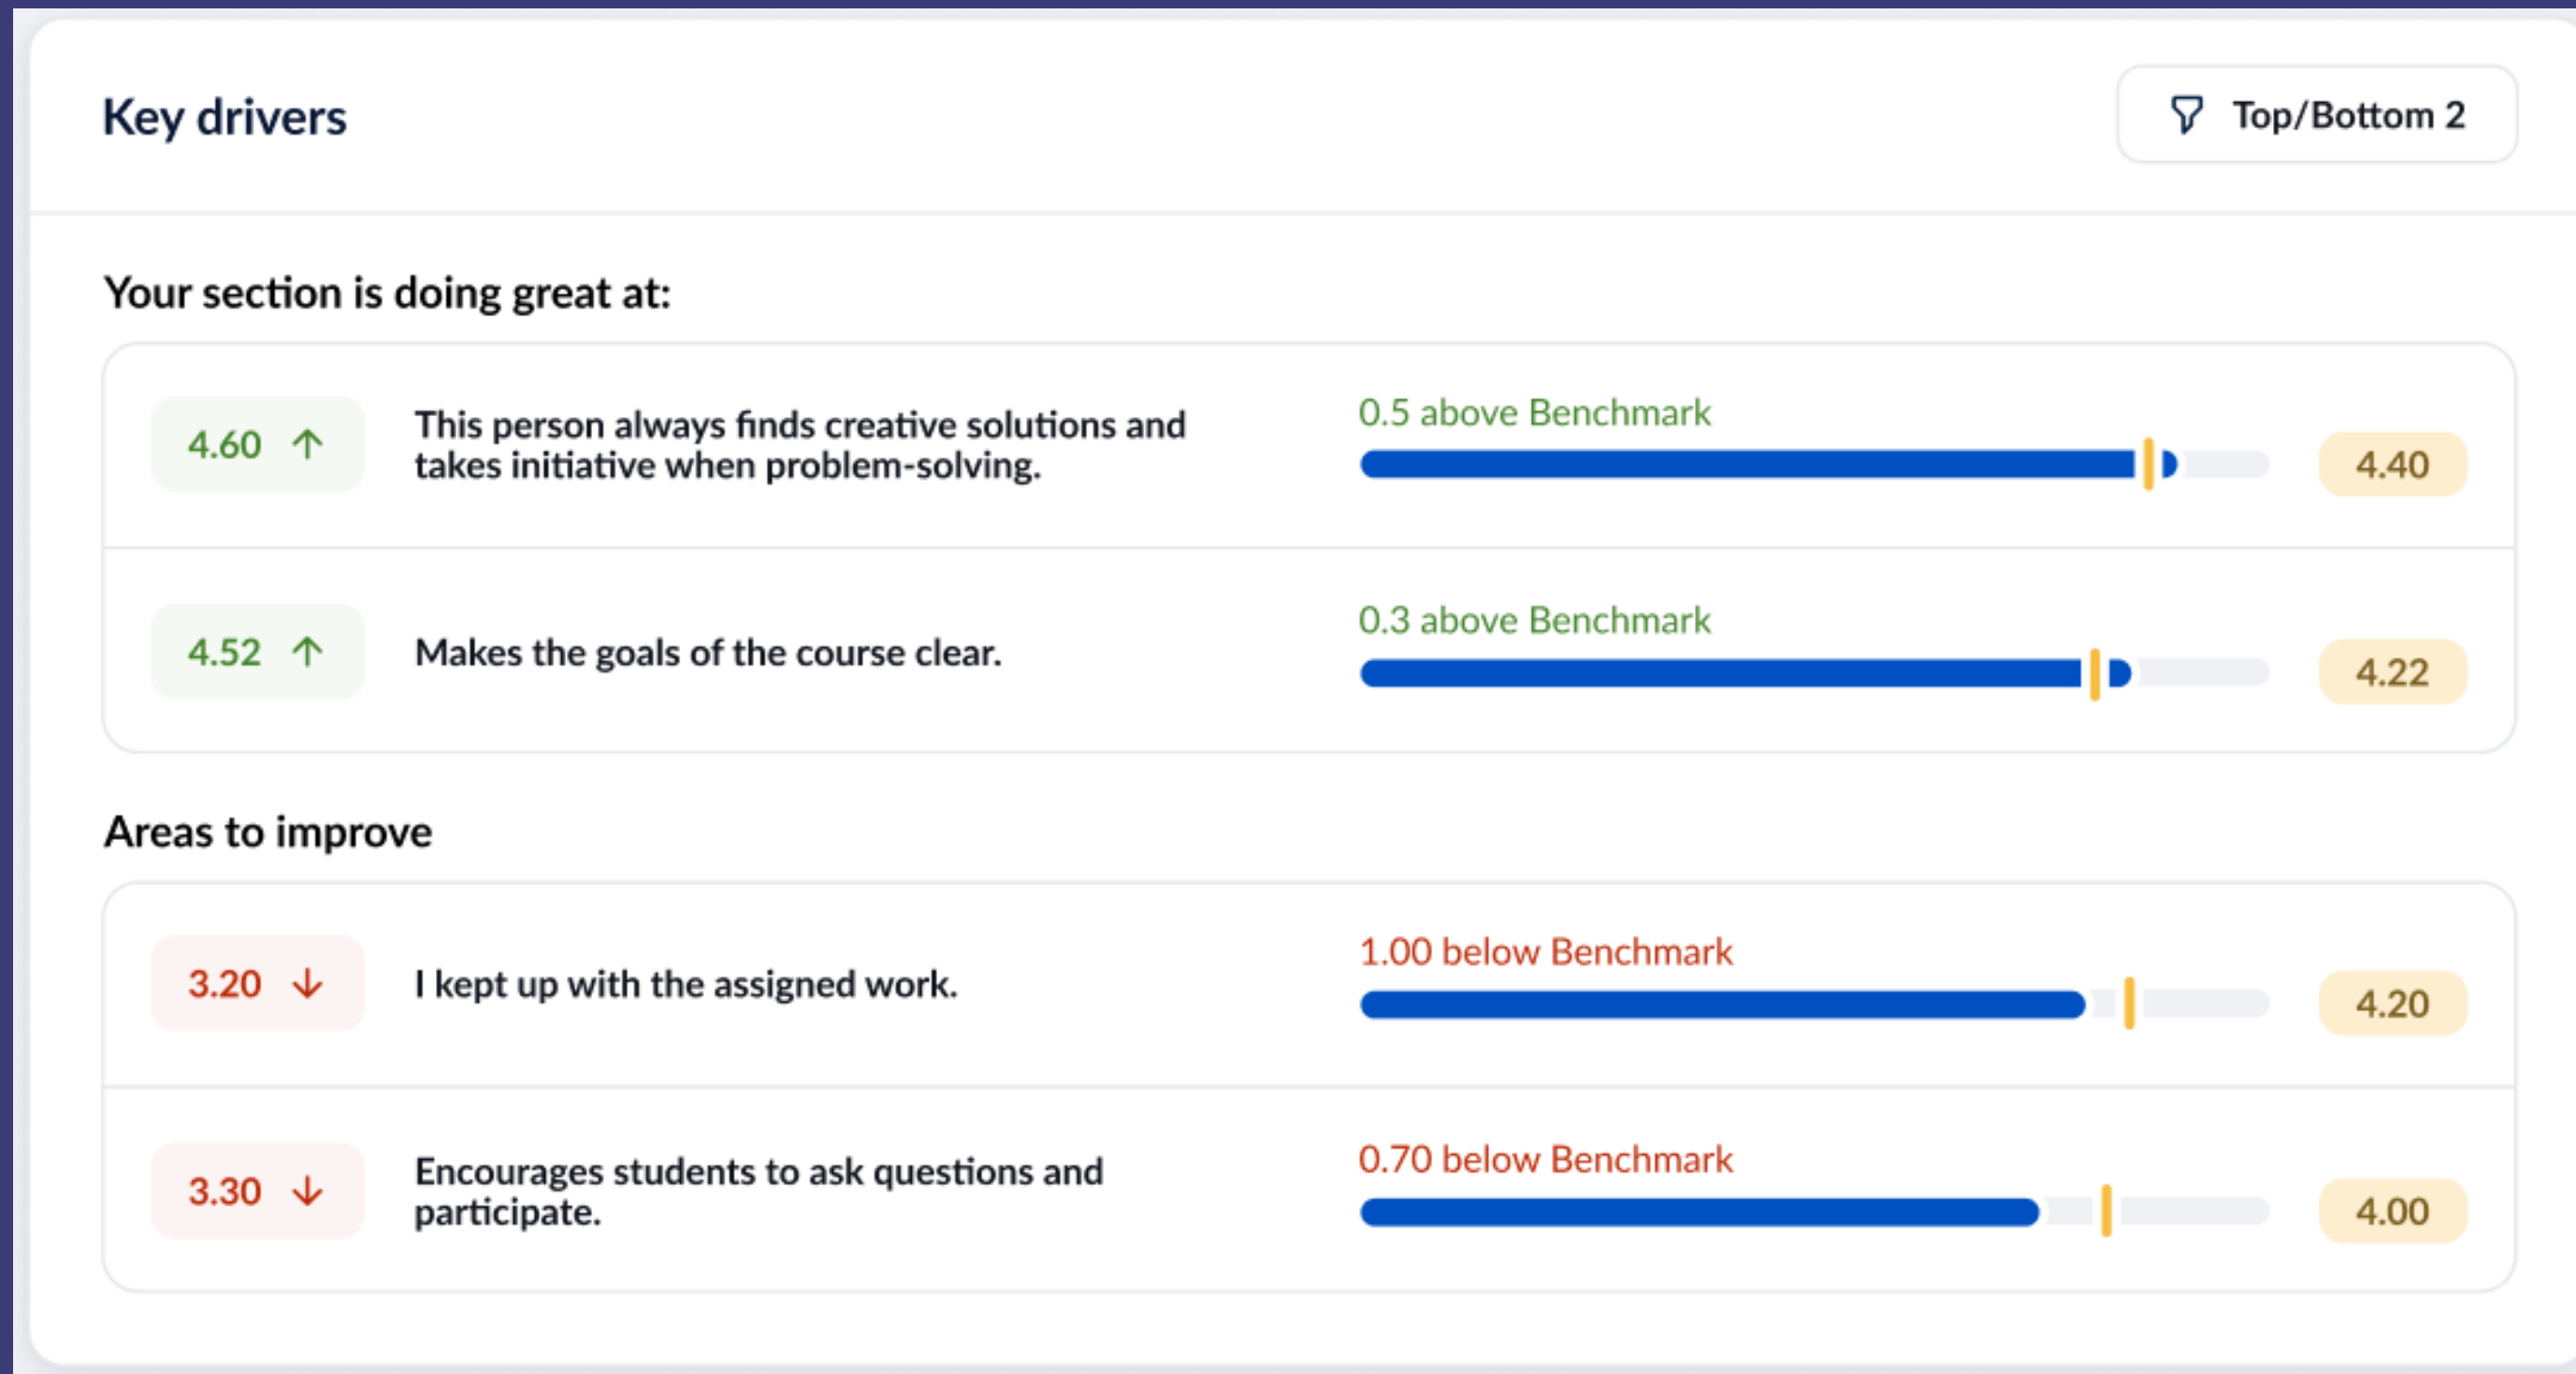 Key drivers
Top/Bottom 2
Your section is doing great at:
4.60 ↑
This person always finds creative solutions and
takes initiative when problem-solving.
0.5 above Benchmark
4.40
4.52 ↑
Makes the goals of the course clear.
0.3 above Benchmark
4.22
Areas to improve
3.20 ↓
I kept up with the assigned work.
1.00 below Benchmark
4.20
3.30 ↓
Encourages students to ask questions and
participate.
0.70 below Benchmark
4.00